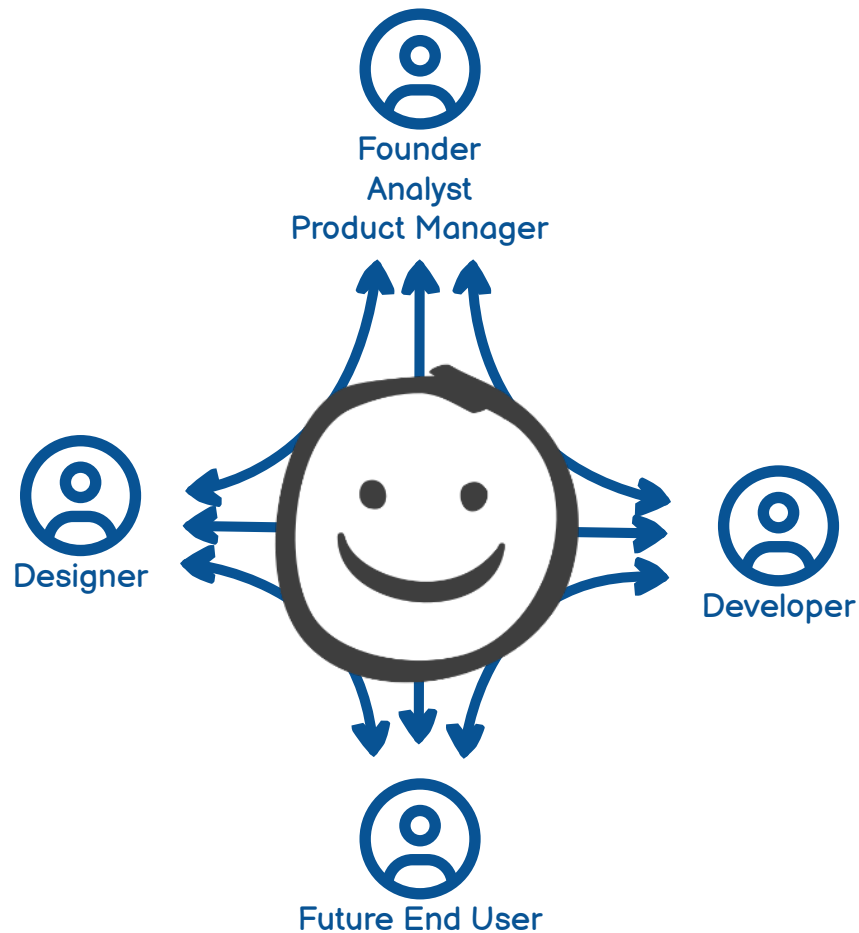 Founder
Analyst
Product Manager
Designer
Developer
Future End User